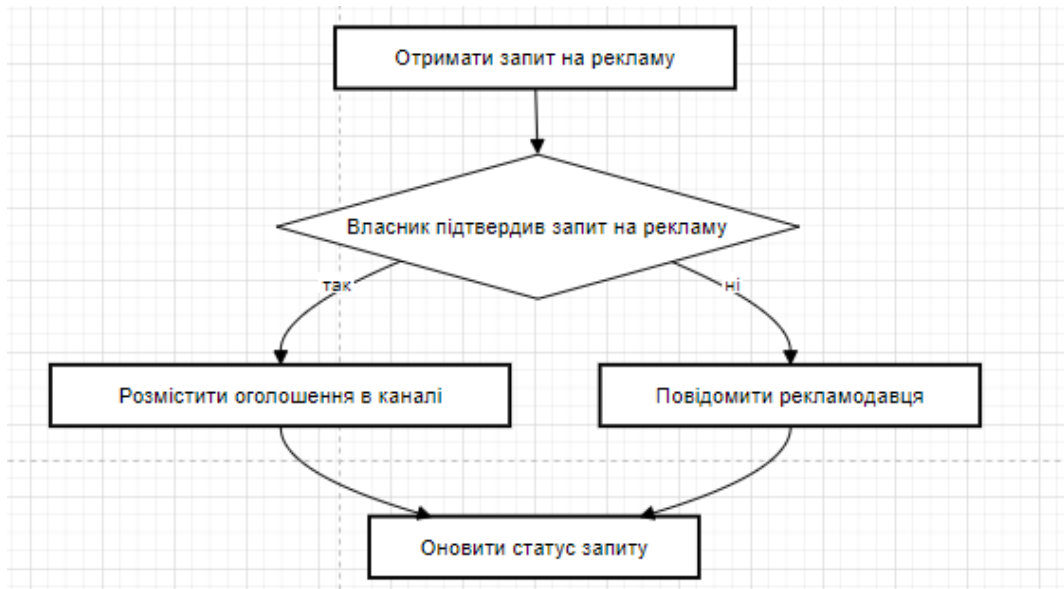 Отримати запит на рекламу
Власник підтвердив запит на рекламу
так
ні
Розмістити оголошення в каналі
Повідомити рекламодавця
Оновити статус запиту